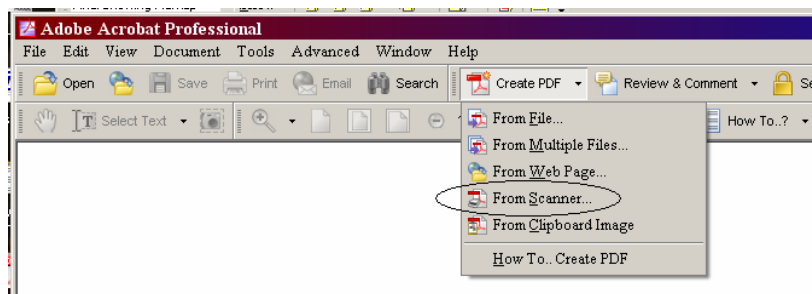 Adobe Acrobat Professional
File Edit View Document Tools Advanced Window Help
Open Save Print Email Search Create PDF Review & Comment
Select Text How To..?
From File...
From Multiple Files...
From Web Page...
From Scanner...
From Clipboard Image
How To.. Create PDF